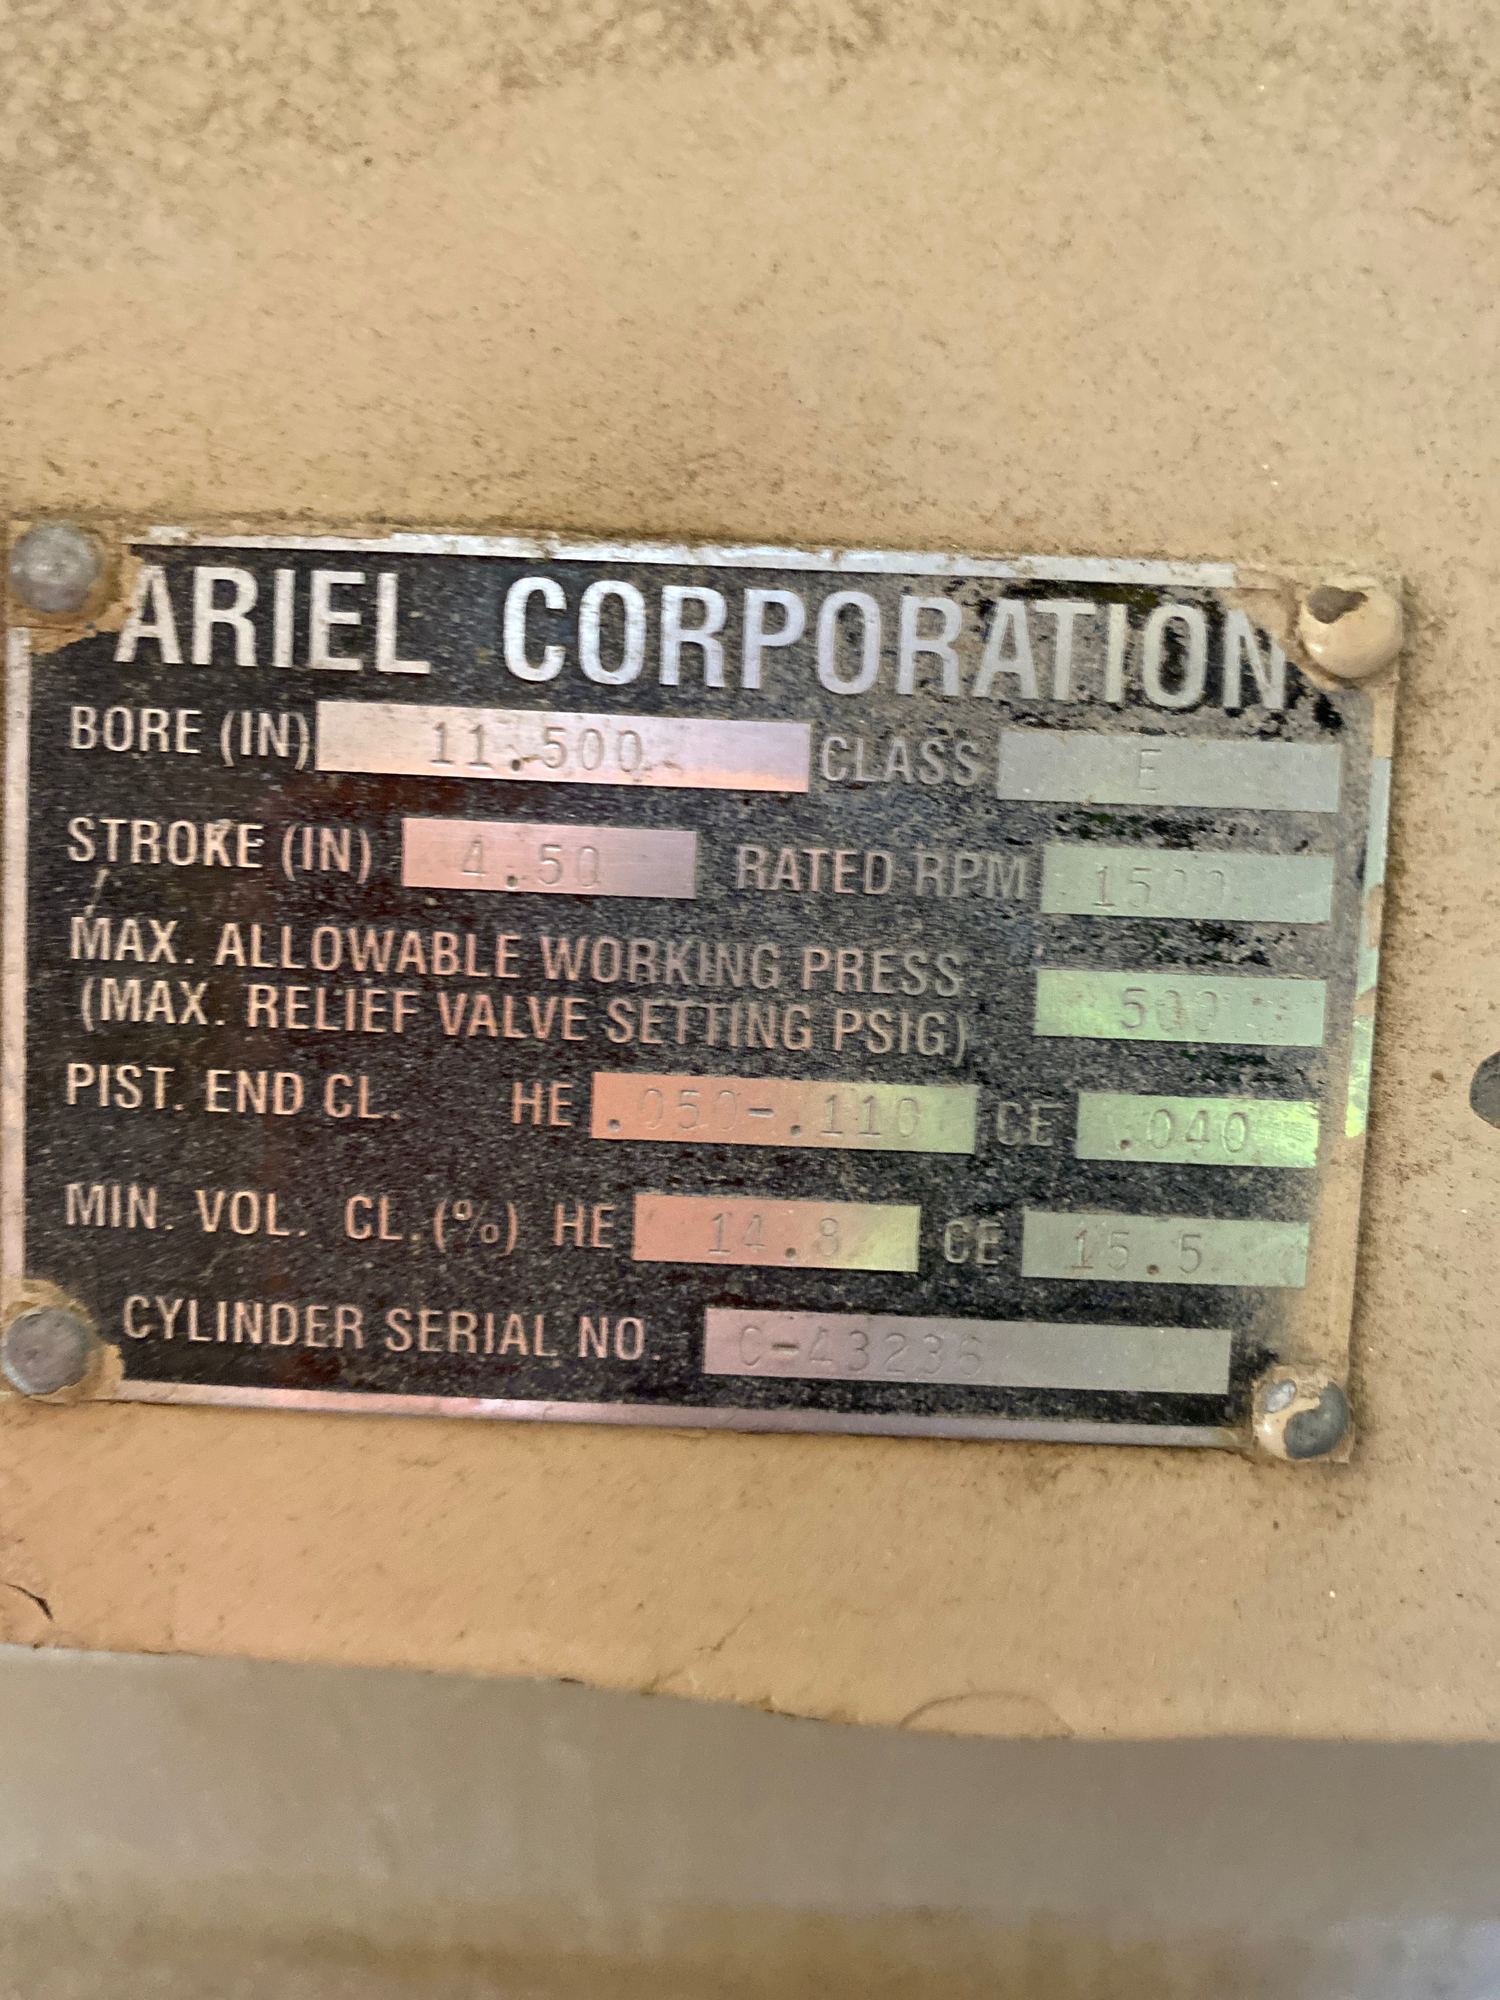 ARIEL CORPORATION
BORE (IN) 11.500 CLASS E
STROKE (IN) 4.50 RATED RPM 1500
MAX. ALLOWABLE WORKING PRESS
(MAX. RELIEF VALVE SETTING PSIG) 500
PIST. END CL. HE .050-.110 CE .040
MIN. VOL. CL.(%) HE 14.8 CE 15.5
CYLINDER SERIAL NO. C-43236